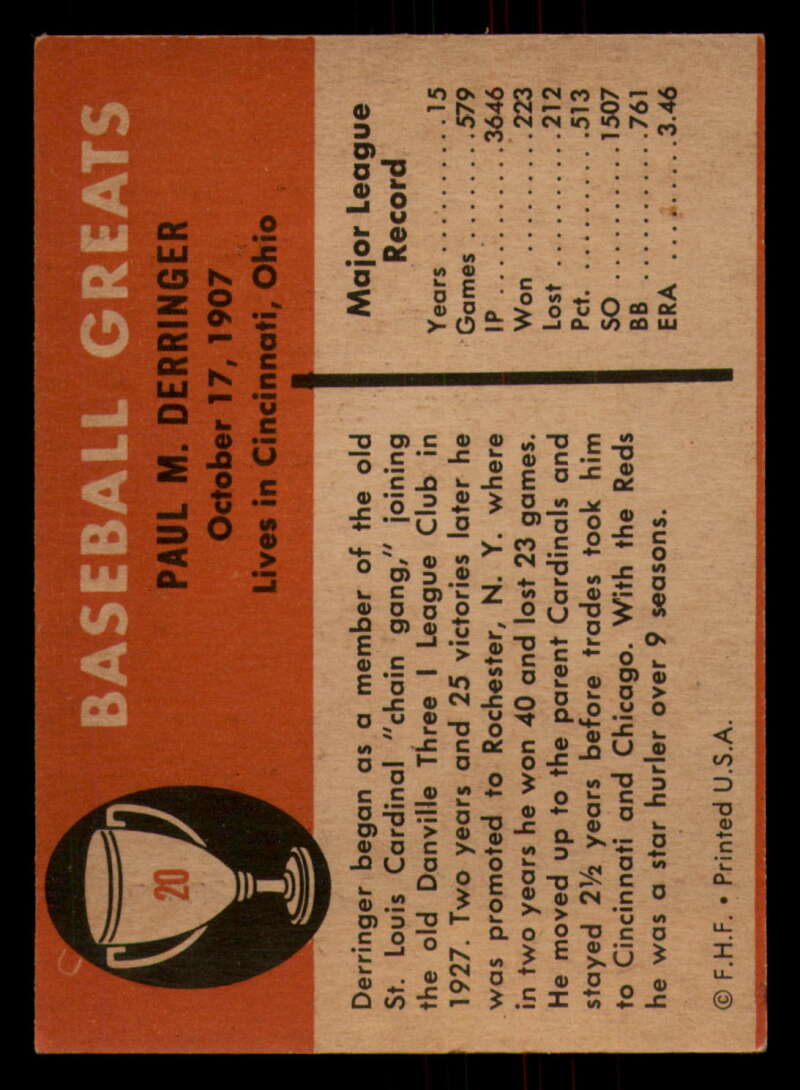 20
BASEBALL GREATS
PAUL M. DERRINGER
October 17, 1907
Lives in Cincinnati, Ohio
Derringer began as a member of the old
St. Louis Cardinal "chain gang," joining
the old Danville Three I League Club in
1927. Two years and 25 victories later he
was promoted to Rochester, N. Y. where
in two years he won 40 and lost 23 games.
He moved up to the parent Cardinals and
stayed 2½ years before trades took him
to Cincinnati and Chicago. With the Reds
he was a star hurler over 9 seasons.
Major League
Record
Years ..........15
Games ........579
IP ..........3646
Won ........223
Lost ..........212
Pct. ..........513
SO ..........1507
BB ..........761
ERA ..........3.46
© F.H.F. • Printed U.S.A.